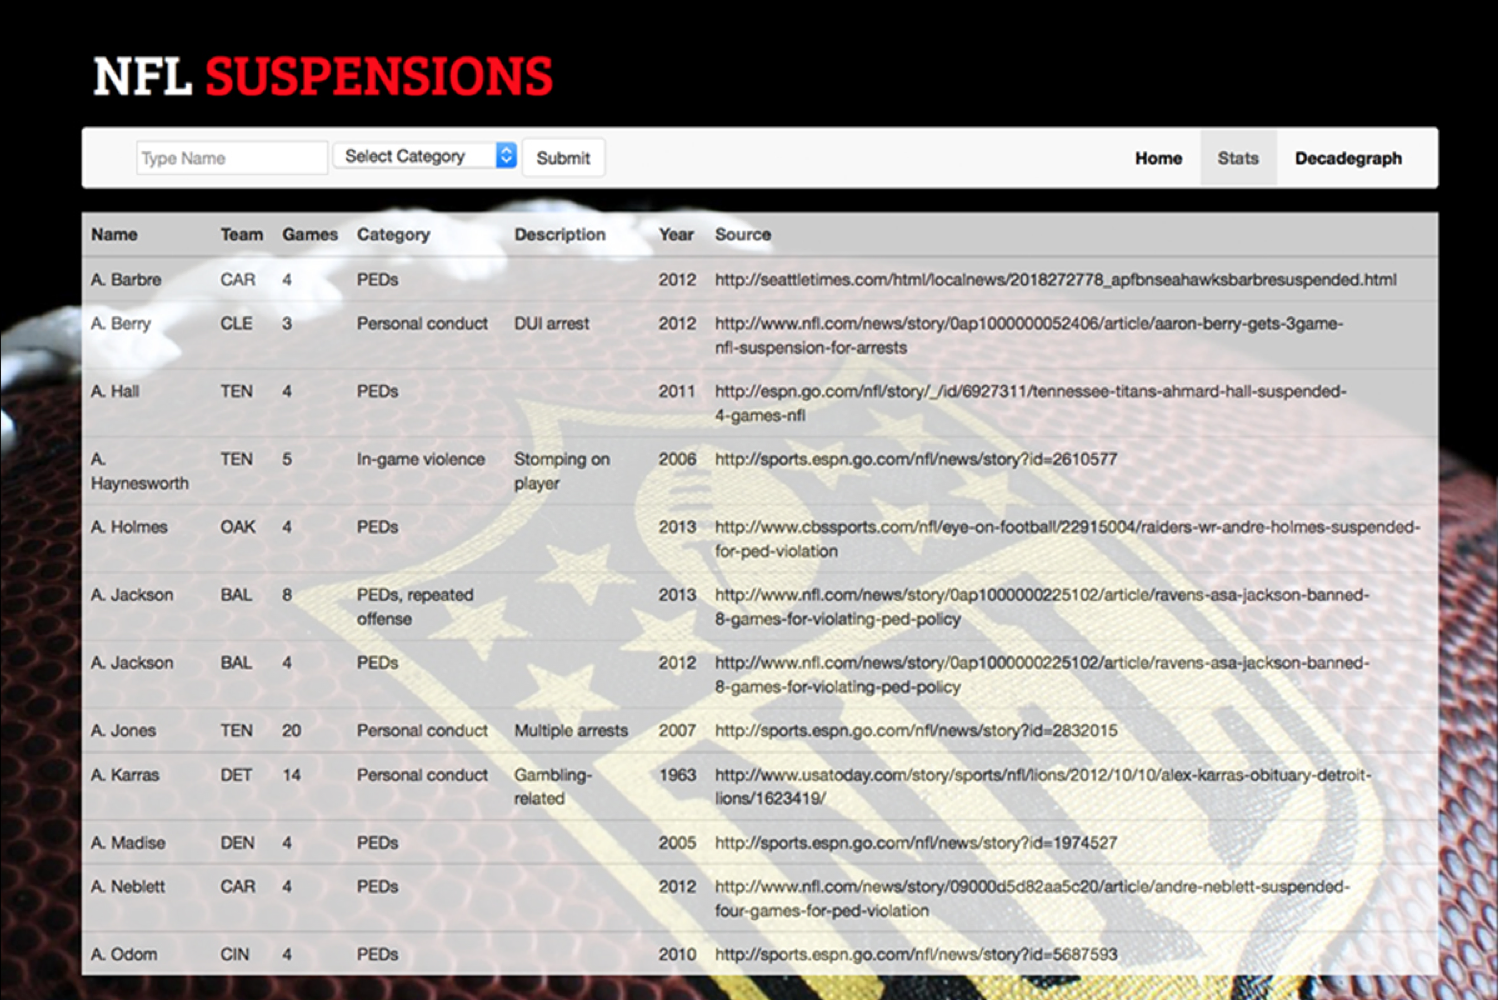 NFL SUSPENSIONS
Type Name Select Category Submit Home Stats Decadegraph
Name Team Games Category Description Year Source
A. Barbre CAR 4 PEDs 2012 http://seattletimes.com/html/localnews/2018272778_apfbnseahawksbarbresuspended.html
A. Berry CLE 3 Personal conduct DUI arrest 2012 http://www.nfl.com/news/story/0ap1000000052406/article/aaron-berry-gets-3game-
nfl-suspension-for-arrests
A. Hall TEN 4 PEDs 2011 http://espn.go.com/nfl/story/_/id/6927311/tennessee-titans-ahmard-hall-suspended-
4-games-nfl
A. TEN 5 In-game violence Stomping on 2006 http://sports.espn.go.com/nfl/news/story?id=2610577
Haynesworth player
A. Holmes OAK 4 PEDs 2013 http://www.cbssports.com/nfl/eye-on-football/22915004/raiders-wr-andre-holmes-suspended-
for-ped-violation
A. Jackson BAL 8 PEDs, repeated 2013 http://www.nfl.com/news/story/0ap1000000225102/article/ravens-asa-jackson-banned-
offense 8-games-for-violating-ped-policy
A. Jackson BAL 4 PEDs 2012 http://www.nfl.com/news/story/0ap1000000225102/article/ravens-asa-jackson-banned-
8-games-for-violating-ped-policy
A. Jones TEN 20 Personal conduct Multiple arrests 2007 http://sports.espn.go.com/nfl/news/story?id=2832015
A. Karras DET 14 Personal conduct Gambling- 1963 http://www.usatoday.com/story/sports/nfl/lions/2012/10/10/alex-karras-obituary-detroit-
related lions/1623419/
A. Madise DEN 4 PEDs 2005 http://sports.espn.go.com/nfl/news/story?id=1974527
A. Neblett CAR 4 PEDs 2012 http://www.nfl.com/news/story/09000d5d82aa5c20/article/andre-neblett-suspended-
four-games-for-ped-violation
A. Odom CIN 4 PEDs 2010 http://sports.espn.go.com/nfl/news/story?id=5687593
NFL